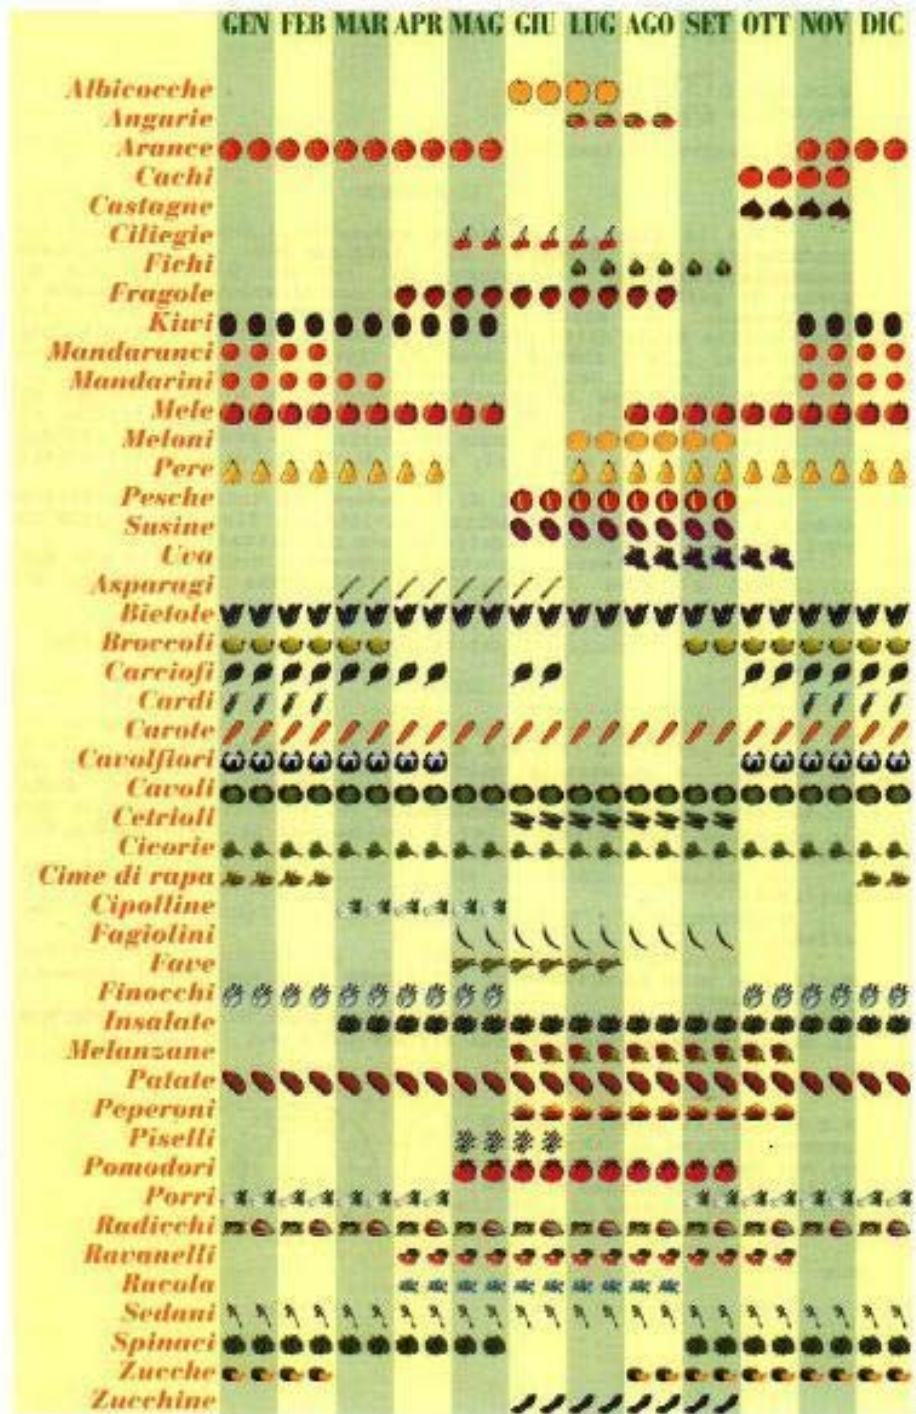 GEN FEB MAR APR MAG GIU LUG AGO SET OTT NOV DIC
Albicocche
Angurie
Arance
Cachi
Castagne
Ciliegie
Fichi
Fragole
Kiwi
Mandaranci
Mandarini
Mele
Meloni
Pere
Pesche
Susine
Uva
Asparagi
Bietole
Broccoli
Carciofi
Cardi
Carote
Cavolfiori
Cavoli
Cetrioli
Cicorie
Cime di rapa
Cipolline
Fagiolini
Fave
Finocchi
Insalate
Melanzane
Patate
Peperoni
Piselli
Pomodori
Porri
Radicchi
Ravanelli
Rucola
Sedani
Spinaci
Zucche
Zucchine